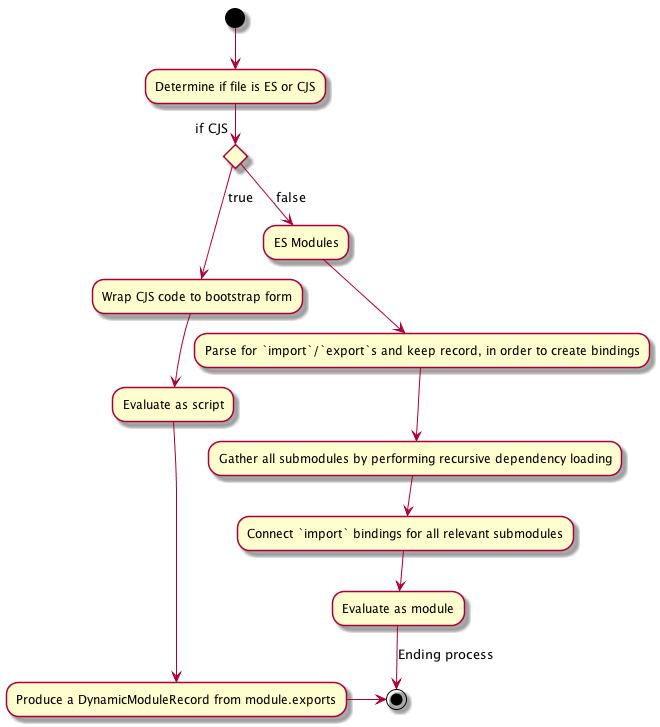 Determine if file is ES or CJS
if CJS
true
false
ES Modules
Wrap CJS code to bootstrap form
Parse for `import`/`export`s and keep record, in order to create bindings
Evaluate as script
Gather all submodules by performing recursive dependency loading
Connect `import` bindings for all relevant submodules
Evaluate as module
Ending process
Produce a DynamicModuleRecord from module.exports